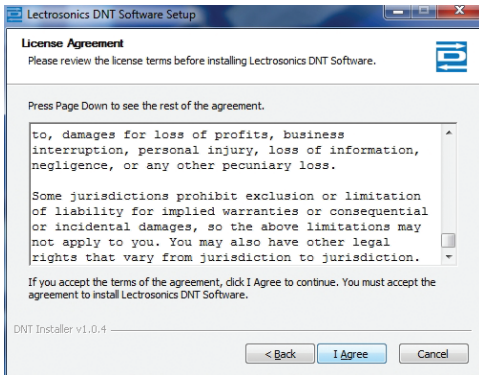 Lectrosonics DNT Software Setup
License Agreement
Please review the license terms before installing Lectrosonics DNT Software.
Press Page Down to see the rest of the agreement.
to, damages for loss of profits, business
interruption, personal injury, loss of information,
negligence, or any other pecuniary loss.
Some jurisdictions prohibit exclusion or limitation
of liability for implied warranties or consequential
or incidental damages, so the above limitations may
not apply to you. You may also have other legal
rights that vary from jurisdiction to jurisdiction.
If you accept the terms of the agreement, click I Agree to continue. You must accept the
agreement to install Lectrosonics DNT Software.
DNT Installer v1.0.4
< Back I Agree Cancel